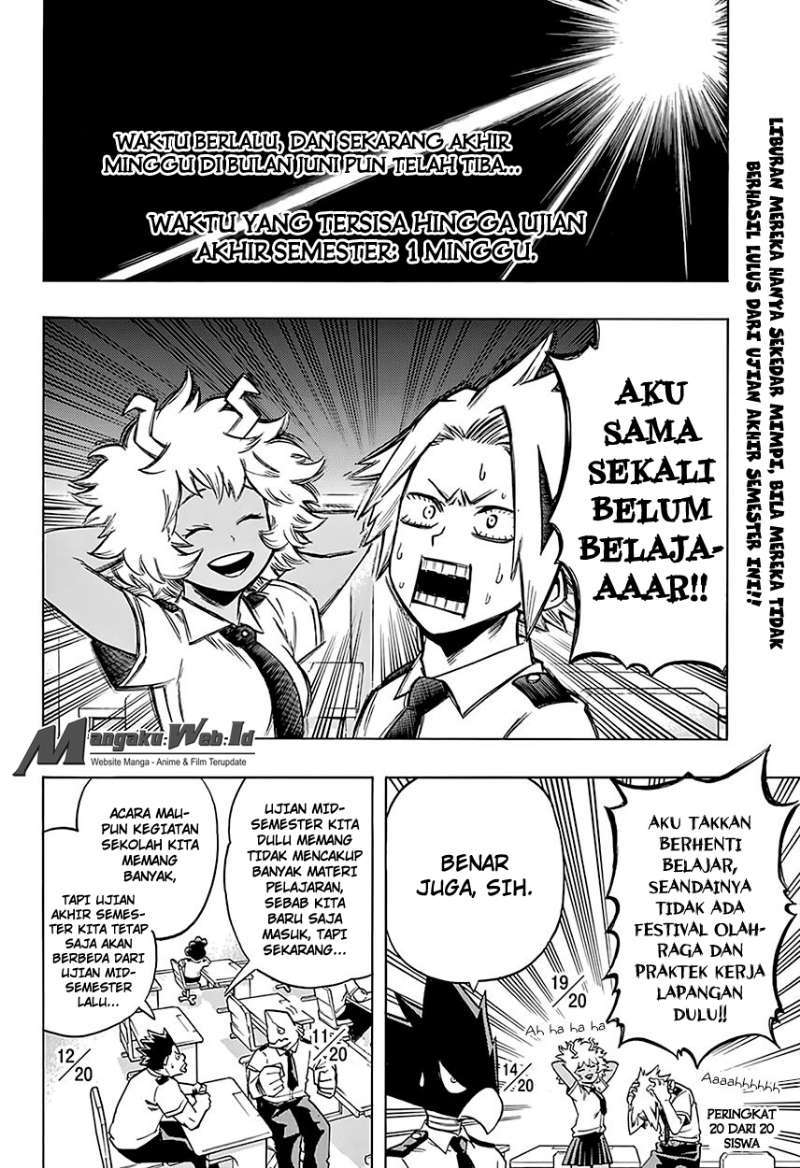 WAKTU BERLALU, DAN SEKARANG AKHIR
MINGGU DI BULAN JUNI PUN TELAH TIBA...
WAKTU YANG TERSISA HINGGA UJIAN
AKHIR SEMESTER: 1 MINGGU.
LIBURAN MEREKA HANYA SEKEDAR MIMPI, BILA MEREKA TIDAK
BERHASIL LULUS DARI UJIAN AKHIR SEMESTER INI!!
AKU
SAMA
SEKALI
BELUM
BELAJA-
AAAR!!
Mangaku.Web.Id
Website Manga - Anime & Film Terupdate
AKU TAKKAN
BERHENTI
BELAJAR,
SEANDAINYA
TIDAK ADA
FESTIVAL OLAH-
RAGA DAN
PRAKTEK KERJA
LAPANGAN
DULU!!
BENAR
JUGA, SIH.
19/20
Ah ha ha ha
14/20
Aaaahhhhhh
PERINGKAT
20 DARI 20
SISWA
UJIAN MID-
SEMESTER KITA
DULU MEMANG
TIDAK MENCAKUP
BANYAK MATERI
PELAJARAN,
SEBAB KITA
BARU SAJA
MASUK, TAPI
SEKARANG...
ACARA MAU-
PUN KEGIATAN
SEKOLAH KITA
MEMANG
BANYAK,
TAPI UJIAN
AKHIR SEMES-
TER KITA TETAP
SAJA AKAN
BERBEDA DARI
UJIAN MID-
SEMESTER
LALU...
11/20
12/20